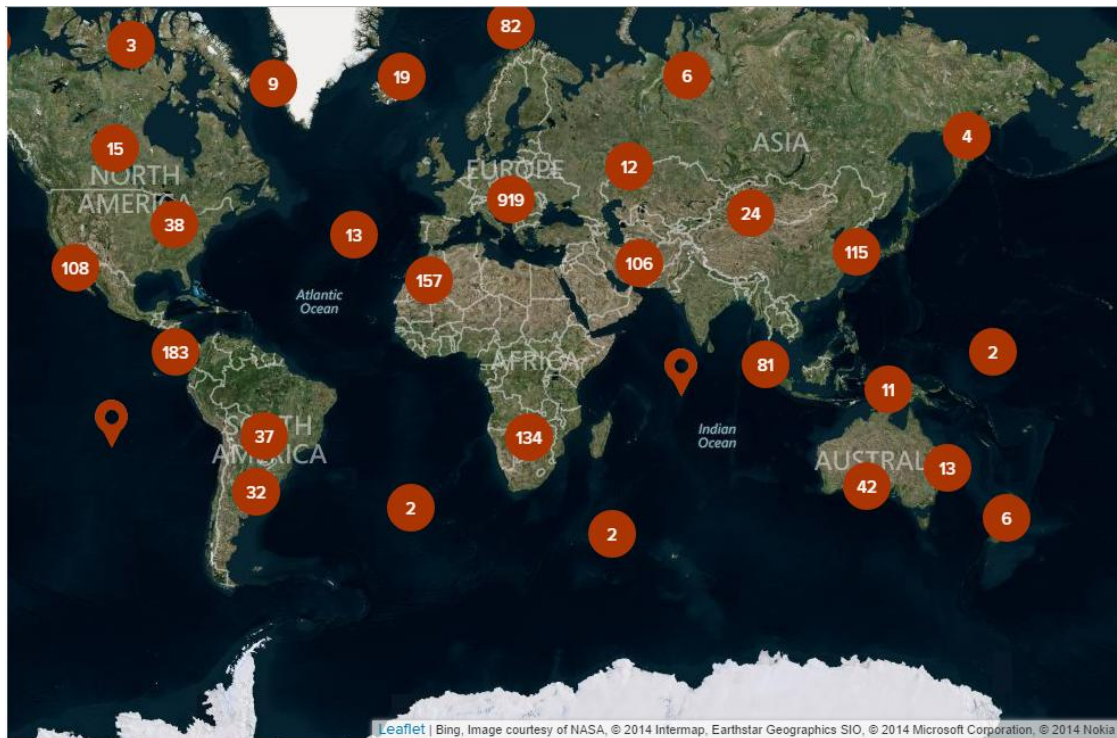 82
3
19
6
9
4
15
ASIA
12
EUROPE
NORTH
AMERICA
919
24
38
13
115
108
106
157
Atlantic
Ocean
183
AFRICA
81
2
11
37
SOUTH
AMERICA
134
Indian
Ocean
AUSTRAL
13
42
32
2
6
2
Leaflet | Bing, Image courtesy of NASA, © 2014 Intermap, Earthstar Geographics SIO, © 2014 Microsoft Corporation, © 2014 Nokia